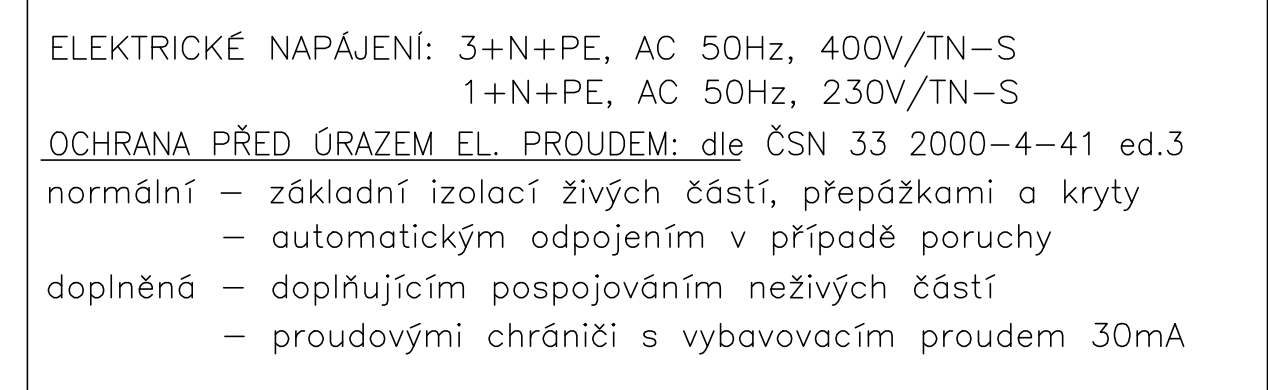 ELEKTRICKÉ NAPÁJENÍ: 3+N+PE, AC 50Hz, 400V/TN-S
1+N+PE, AC 50Hz, 230V/TN-S
OCHRANA PŘED ÚRAZEM EL. PROUDEM: dle ČSN 33 2000-4-41 ed.3
normální - základní izolací živých částí, přepážkami a kryty
- automatickým odpojením v případě poruchy
doplněná - doplňujícím pospojováním neživých částí
- proudovými chrániči s vybavovacím proudem 30mA